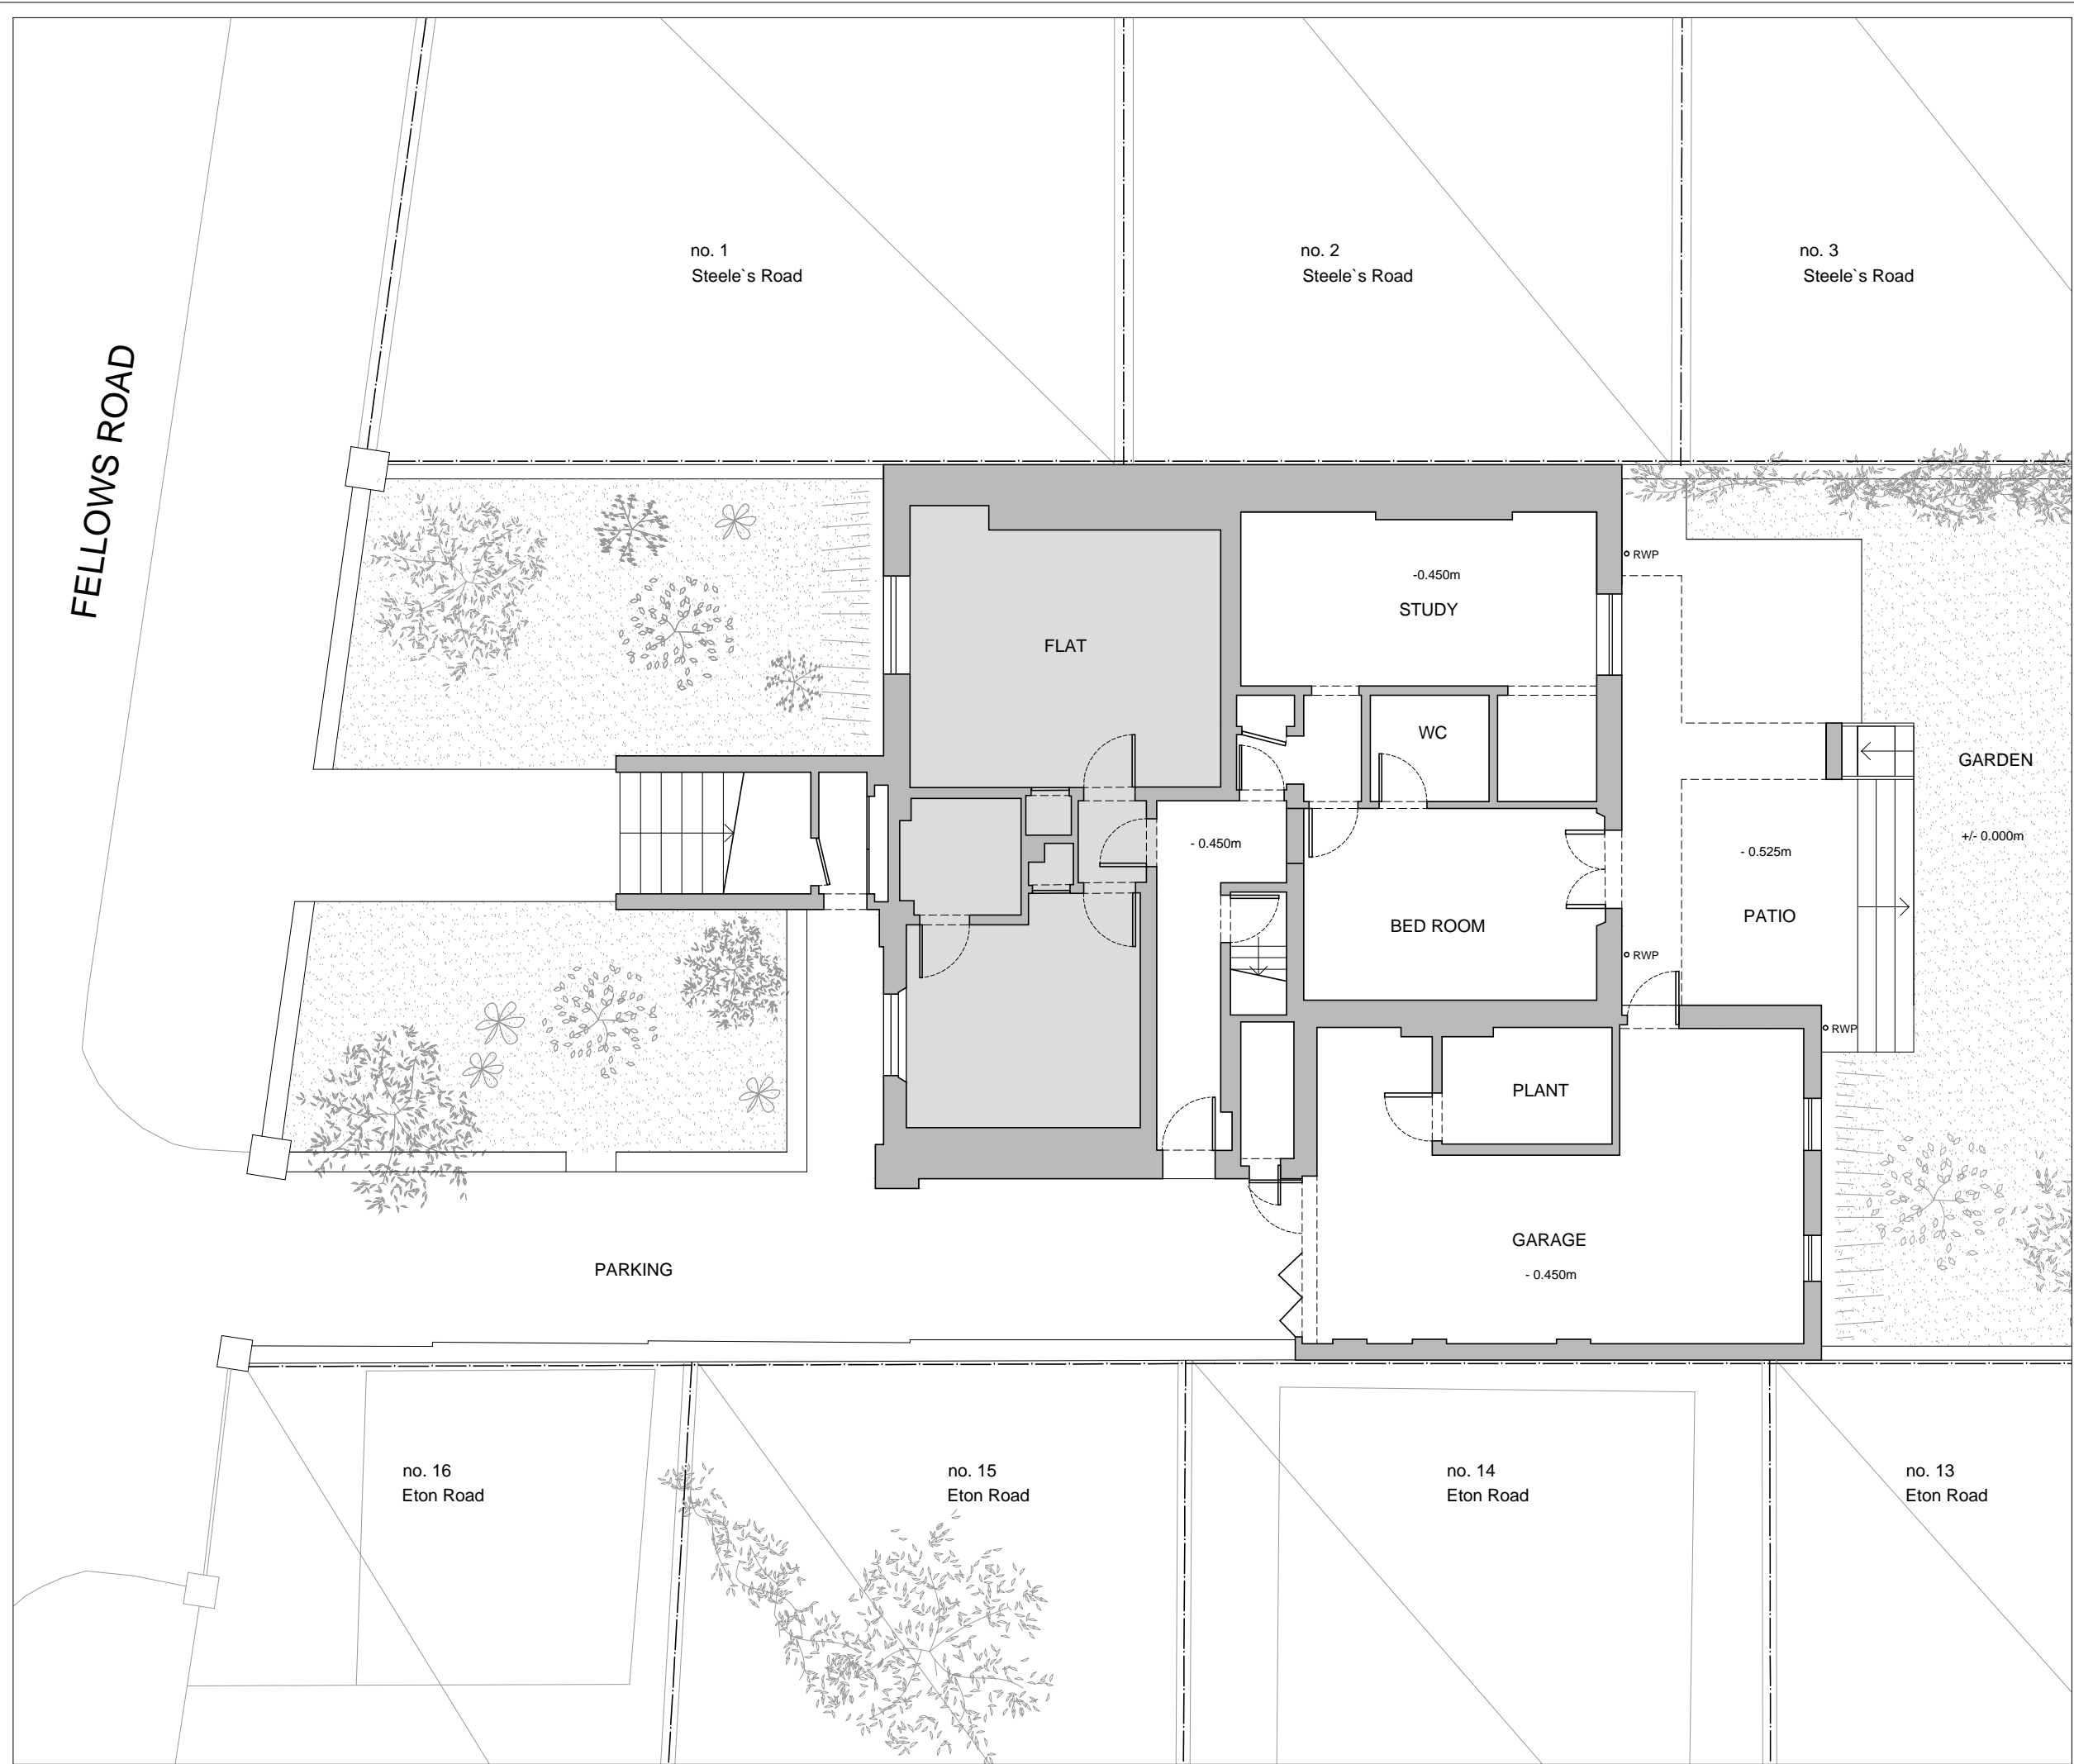 no. 1
Steele`s Road
no. 2
Steele`s Road
no. 3
Steele`s Road
FELLOWS ROAD
RWP
-0.450m
STUDY
FLAT
WC
GARDEN
+/- 0.000m
- 0.450m
- 0.525m
PATIO
BED ROOM
RWP
RWP
PLANT
GARAGE
- 0.450m
PARKING
no. 16
Eton Road
no. 15
Eton Road
no. 14
Eton Road
no. 13
Eton Road